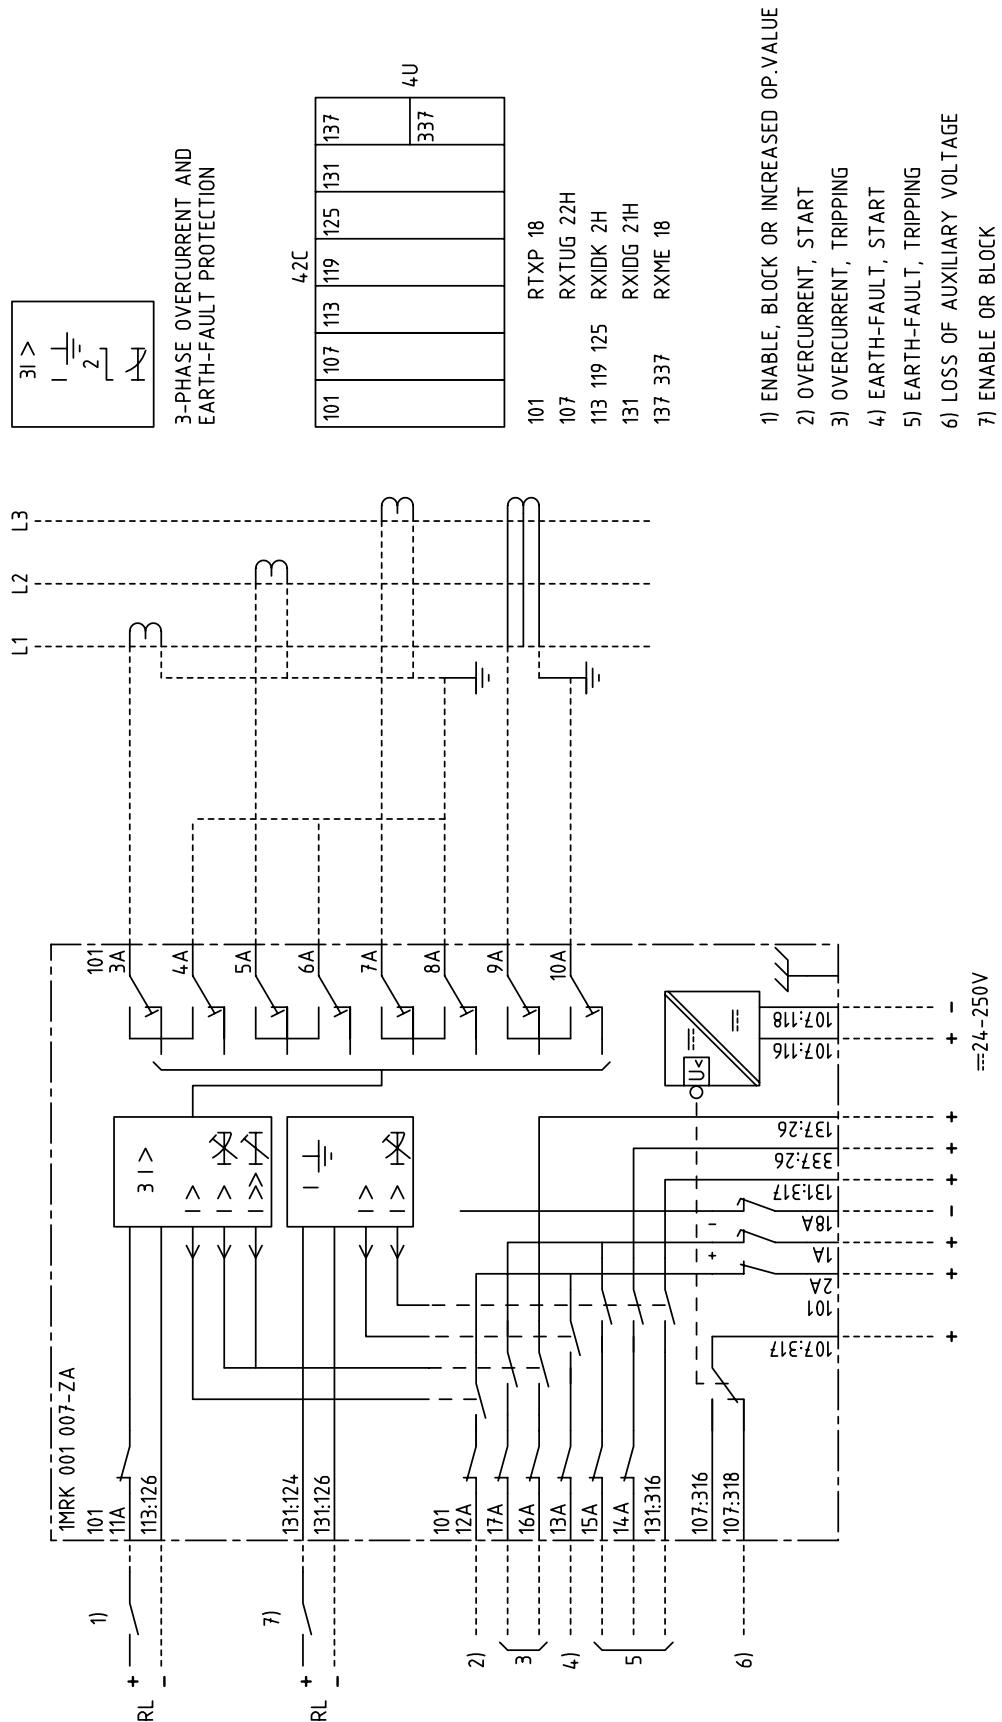 3I >
2
3-PHASE OVERCURRENT AND
EARTH-FAULT PROTECTION
42C
101 107 113 119 125 131 137
337
4U
101 RTXP 18
107 RXTUG 22H
113 119 125 RXIDK 2H
131 RXIDG 21H
137 337 RXME 18
1) ENABLE, BLOCK OR INCREASED OP.VALUE
2) OVERCURRENT, START
3) OVERCURRENT, TRIPPING
4) EARTH-FAULT, START
5) EARTH-FAULT, TRIPPING
6) LOSS OF AUXILIARY VOLTAGE
7) ENABLE OR BLOCK
L1
L2
L3
1MRK 001 007-ZA
101
3A
4A
5A
6A
7A
8A
9A
10A
3 I >
I >
I >
I >>
I
I >
I >
U<
101
11A
113:126
131:124
131:126
101
12A
17A
16A
13A
15A
14A
131:316
107:316
107:318
107:118
107:116
137:26
337:26
131:317
18A
1A
2A
101
107:317
- +
- + + + + - + + +
24-250V
1)
RL + -
7)
RL + -
2)
3
4)
5
6)